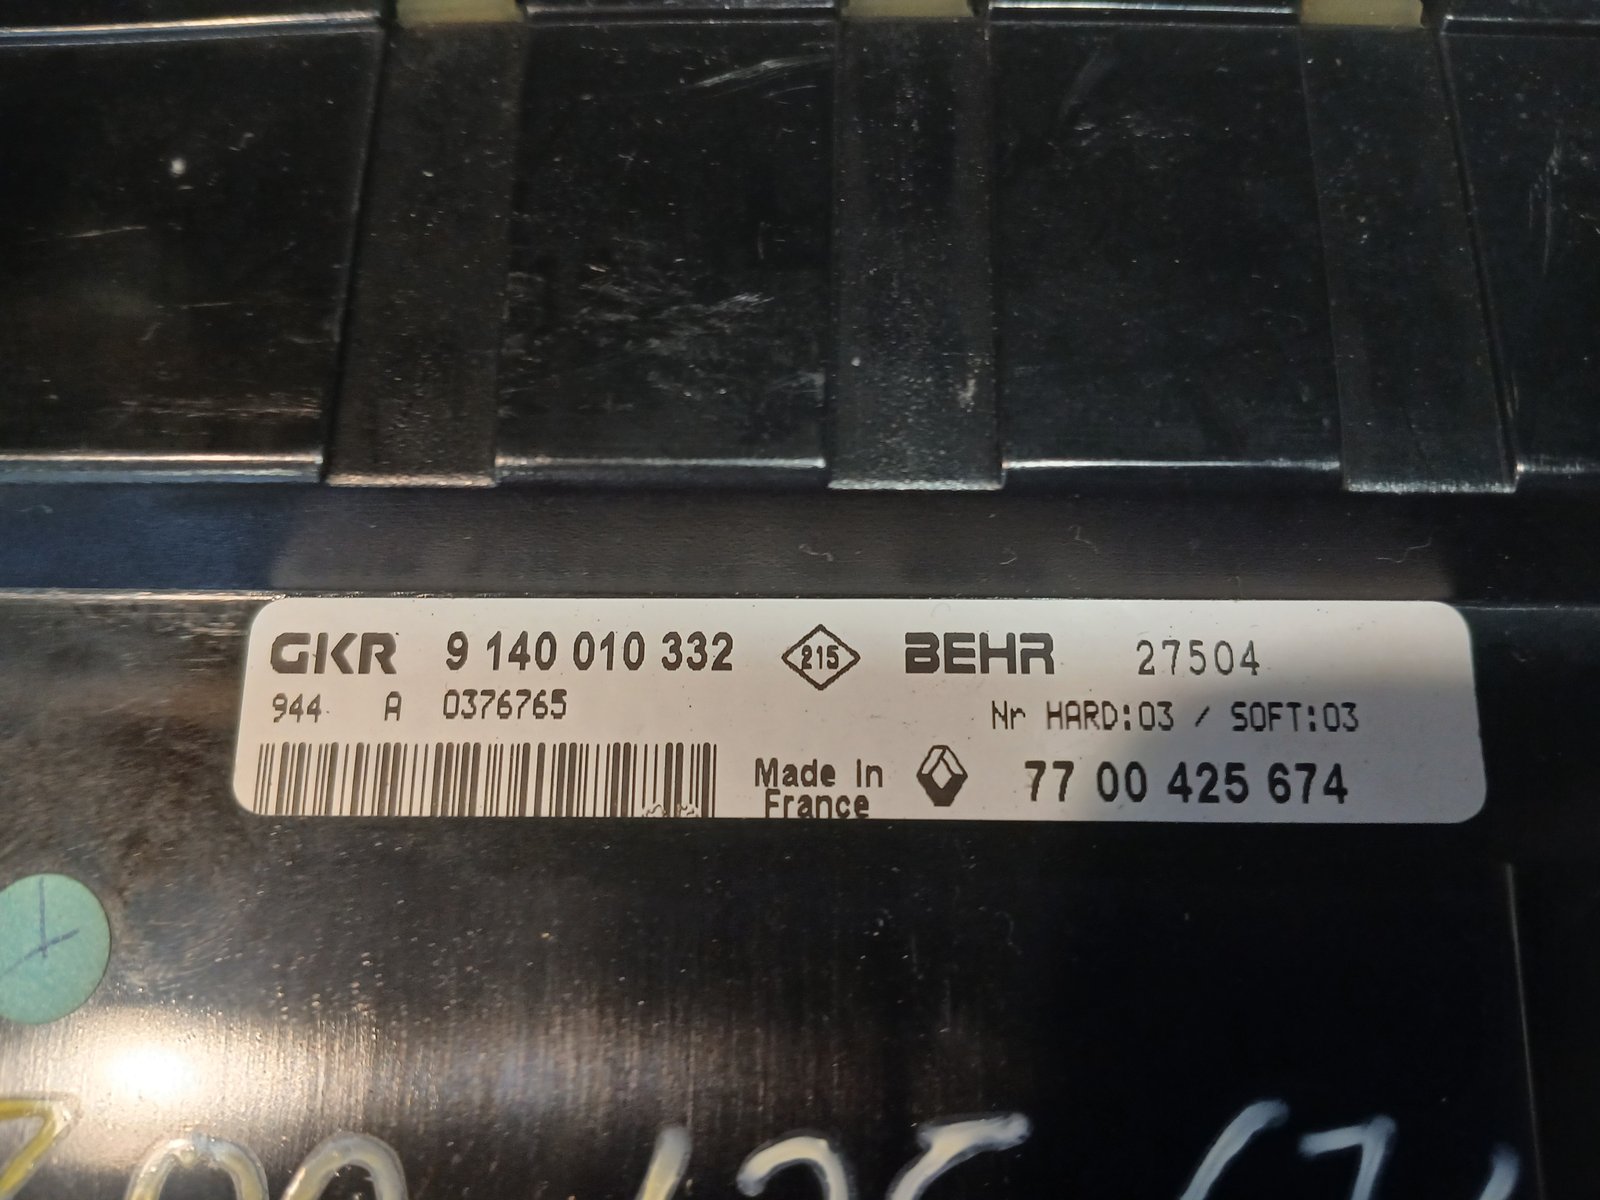 GKR 9 140 010 332 215 BEHR 27504
944 A 0376765 Nr HARD:03 / SOFT:03
Made in France 77 00 425 674